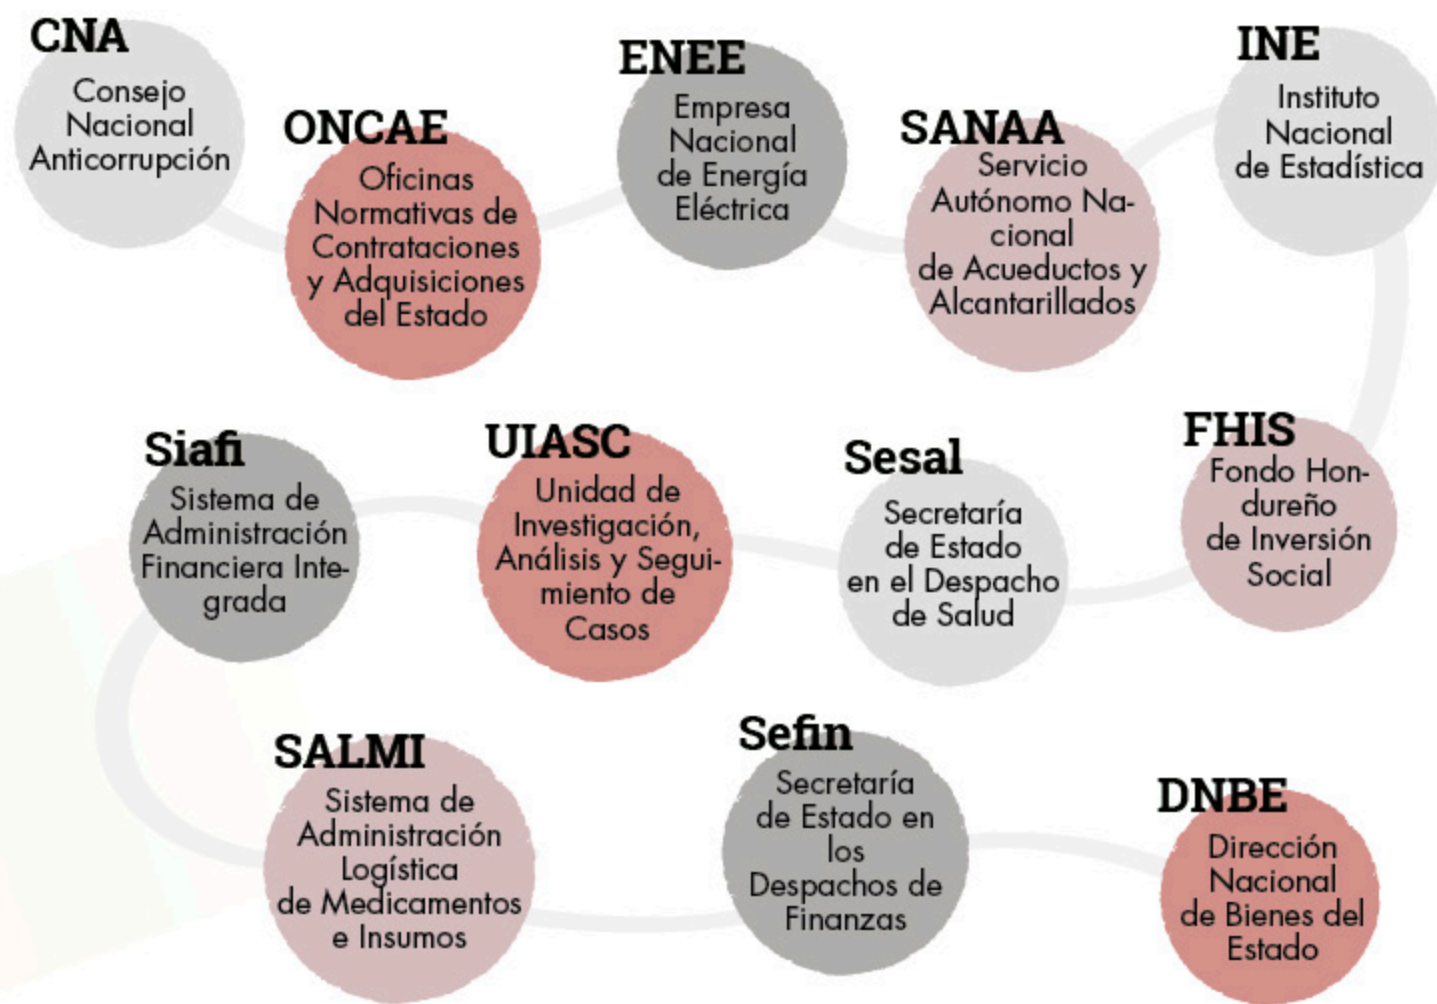 CNA
Consejo
Nacional
Anticorrupción
ONCAE
Oficinas
Normativas de
Contrataciones
y Adquisiciones
del Estado
ENEE
Empresa
Nacional
de Energía
Eléctrica
SANAA
Servicio
Autónomo Na-
cional
de Acueductos y
Alcantarillados
INE
Instituto
Nacional
de Estadística
FHIS
Fondo Hon-
dureño
de Inversión
Social
Sesal
Secretaría
de Estado
en el Despacho
de Salud
UIASC
Unidad de
Investigación,
Análisis y Segui-
miento de
Casos
Siafi
Sistema de
Administración
Financiera Inte-
grada
SALMI
Sistema de
Administración
Logística
de Medicamentos
e Insumos
Sefin
Secretaría
de Estado en
los
Despachos de
Finanzas
DNBE
Dirección
Nacional
de Bienes del
Estado